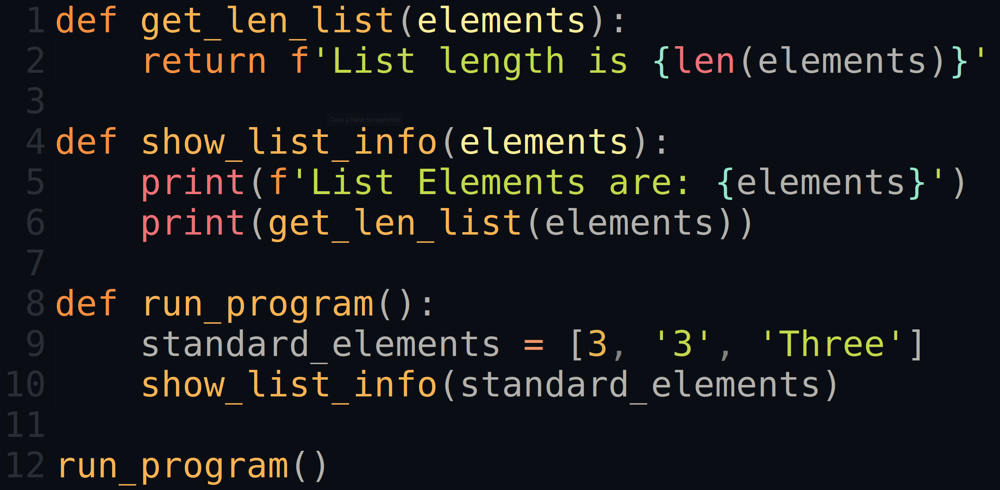 1 def get_len_list(elements):
2     return f'List length is {len(elements)}'
3
Take a New Screenshot
4 def show_list_info(elements):
5     print(f'List Elements are: {elements}')
6     print(get_len_list(elements))
7
8 def run_program():
9     standard_elements = [3, '3', 'Three']
10     show_list_info(standard_elements)
11
12 run_program()